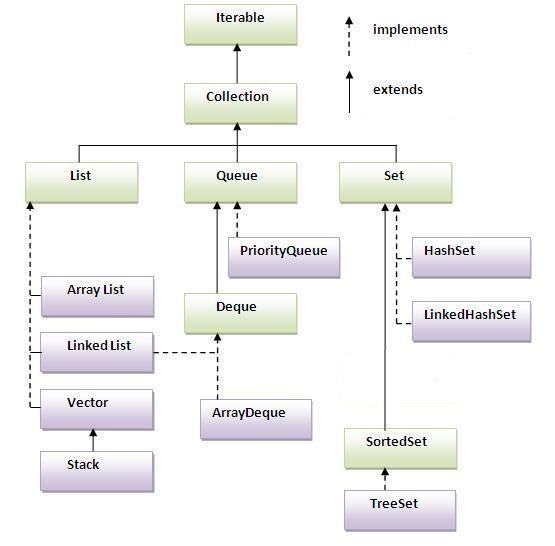 Iterable
implements
extends
Collection
List
Queue
Set
PriorityQueue
HashSet
Array List
Deque
LinkedHashSet
Linked List
Vector
ArrayDeque
Stack
SortedSet
TreeSet